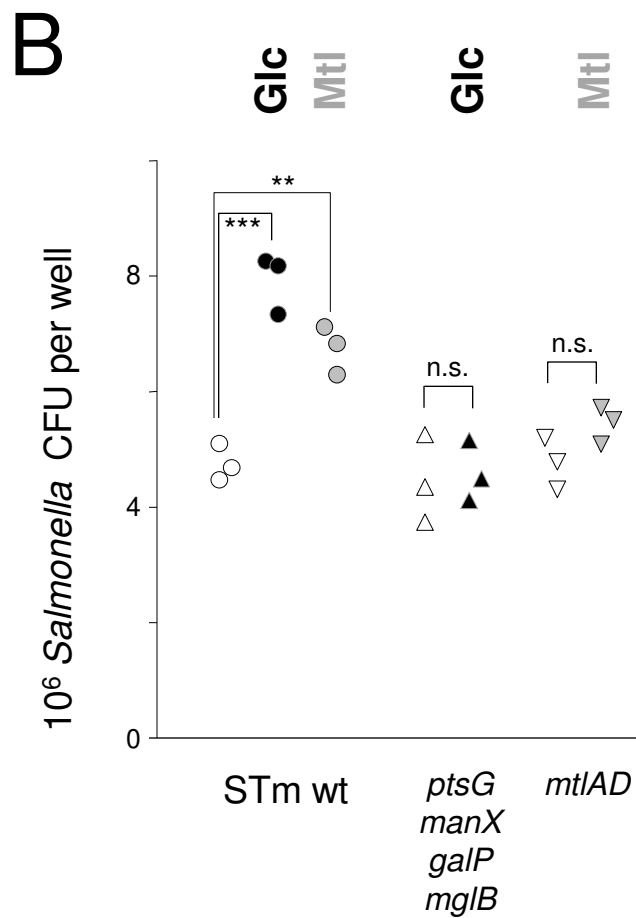 B
Glc Mtl Glc Mtl
**
***
8
n.s.
n.s.
4
0
10⁶ Salmonella CFU per well
STm wt
ptsG
manX
galP
mglB
mtlAD